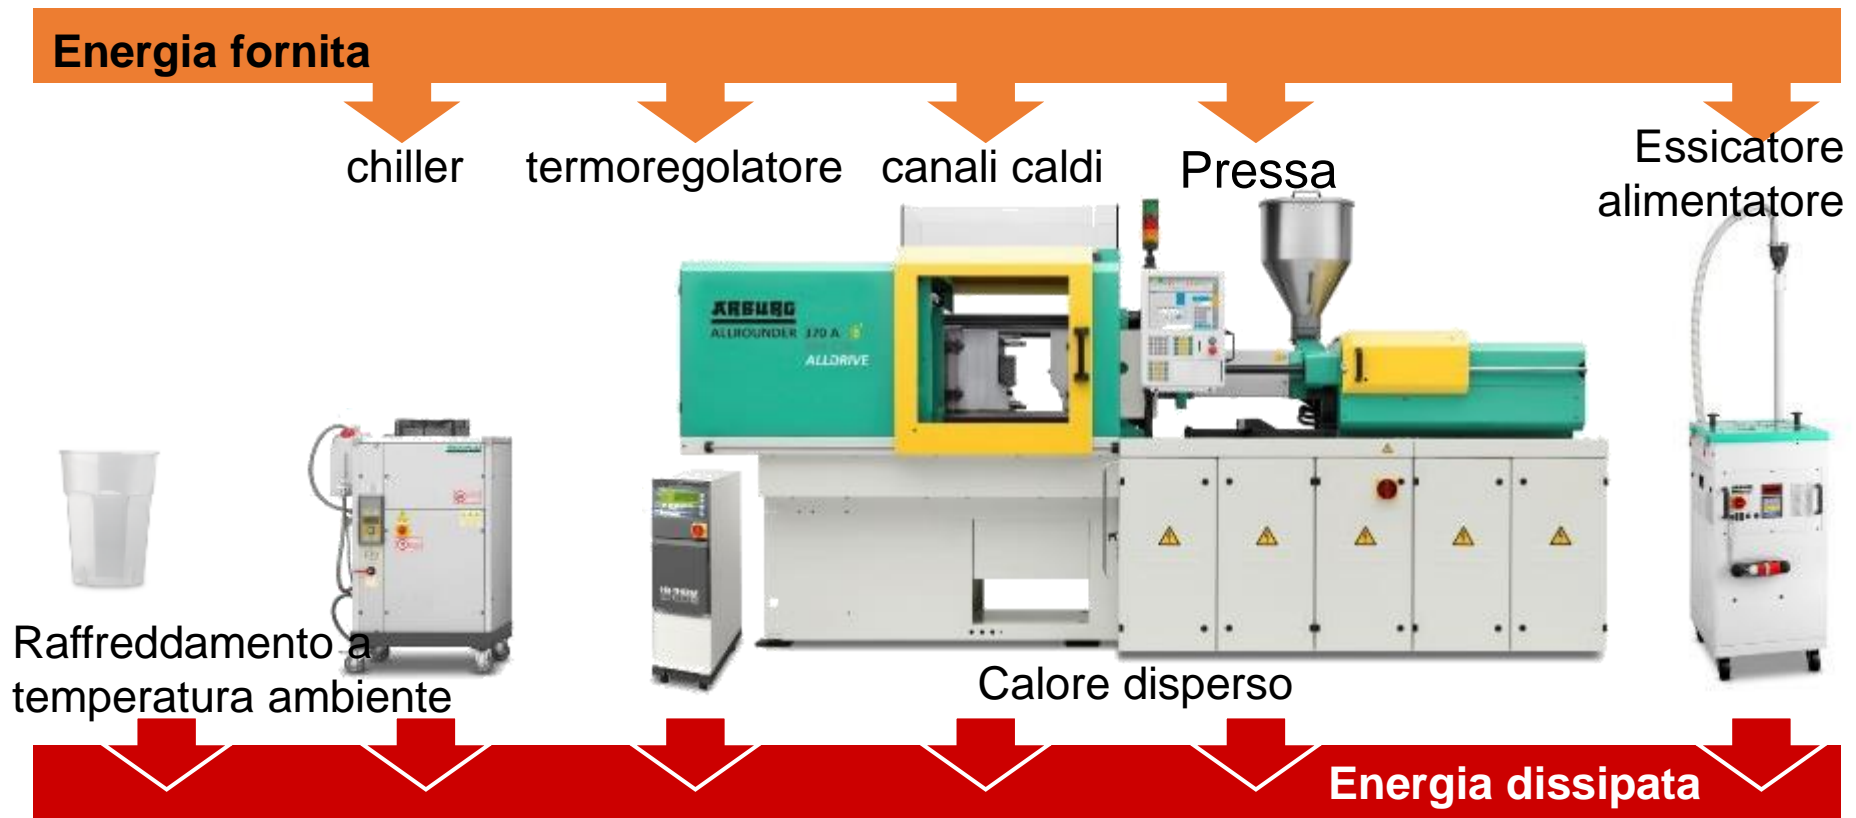 Energia fornita
chiller
termoregolatore
canali caldi
Pressa
Essicatore
alimentatore
ARBURG
ALLROUNDER 370 A
ALLDRIVE
Raffreddamento a
temperatura ambiente
Calore disperso
Energia dissipata